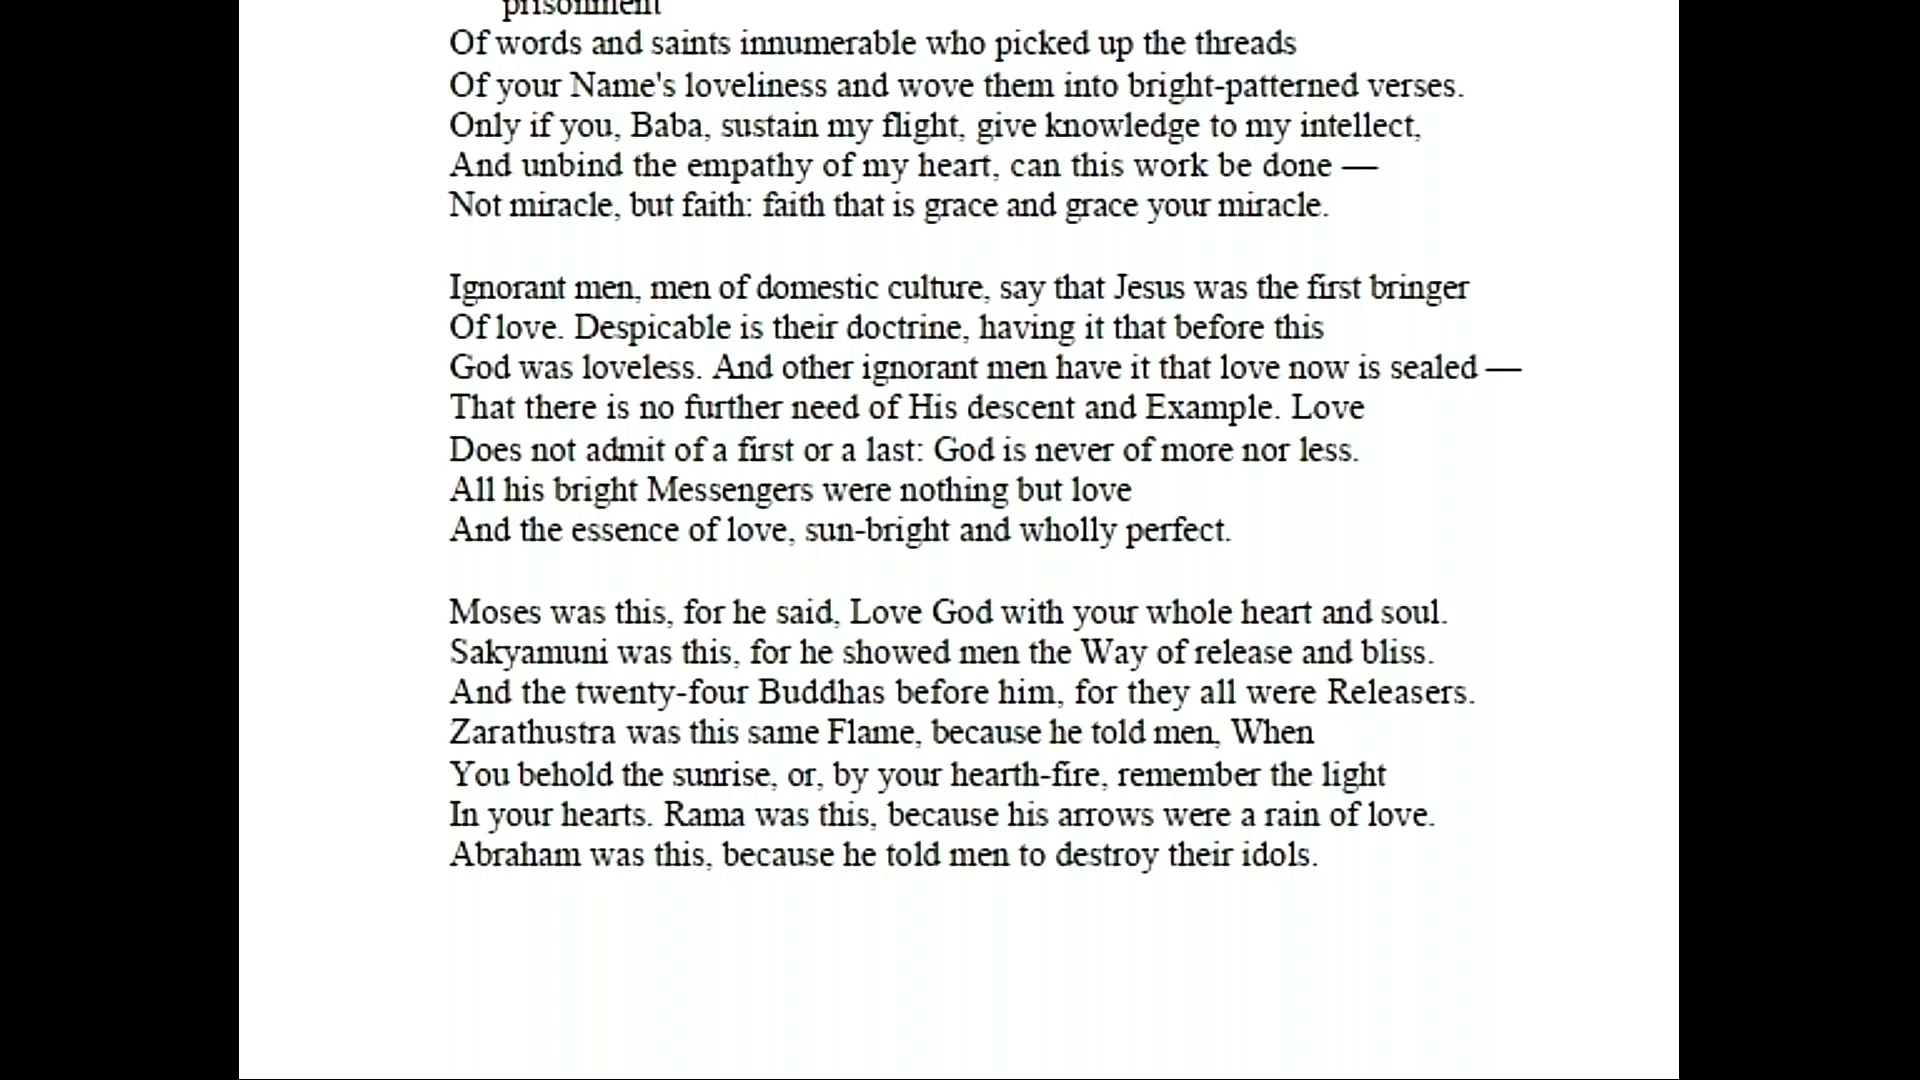 prisonment
Of words and saints innumerable who picked up the threads
Of your Name's loveliness and wove them into bright-patterned verses.
Only if you, Baba, sustain my flight, give knowledge to my intellect,
And unbind the empathy of my heart, can this work be done —
Not miracle, but faith: faith that is grace and grace your miracle.
Ignorant men, men of domestic culture, say that Jesus was the first bringer
Of love. Despicable is their doctrine, having it that before this
God was loveless. And other ignorant men have it that love now is sealed —
That there is no further need of His descent and Example. Love
Does not admit of a first or a last: God is never of more nor less.
All his bright Messengers were nothing but love
And the essence of love, sun-bright and wholly perfect.
Moses was this, for he said, Love God with your whole heart and soul.
Sakyamuni was this, for he showed men the Way of release and bliss.
And the twenty-four Buddhas before him, for they all were Releasers.
Zarathustra was this same Flame, because he told men, When
You behold the sunrise, or, by your hearth-fire, remember the light
In your hearts. Rama was this, because his arrows were a rain of love.
Abraham was this, because he told men to destroy their idols.